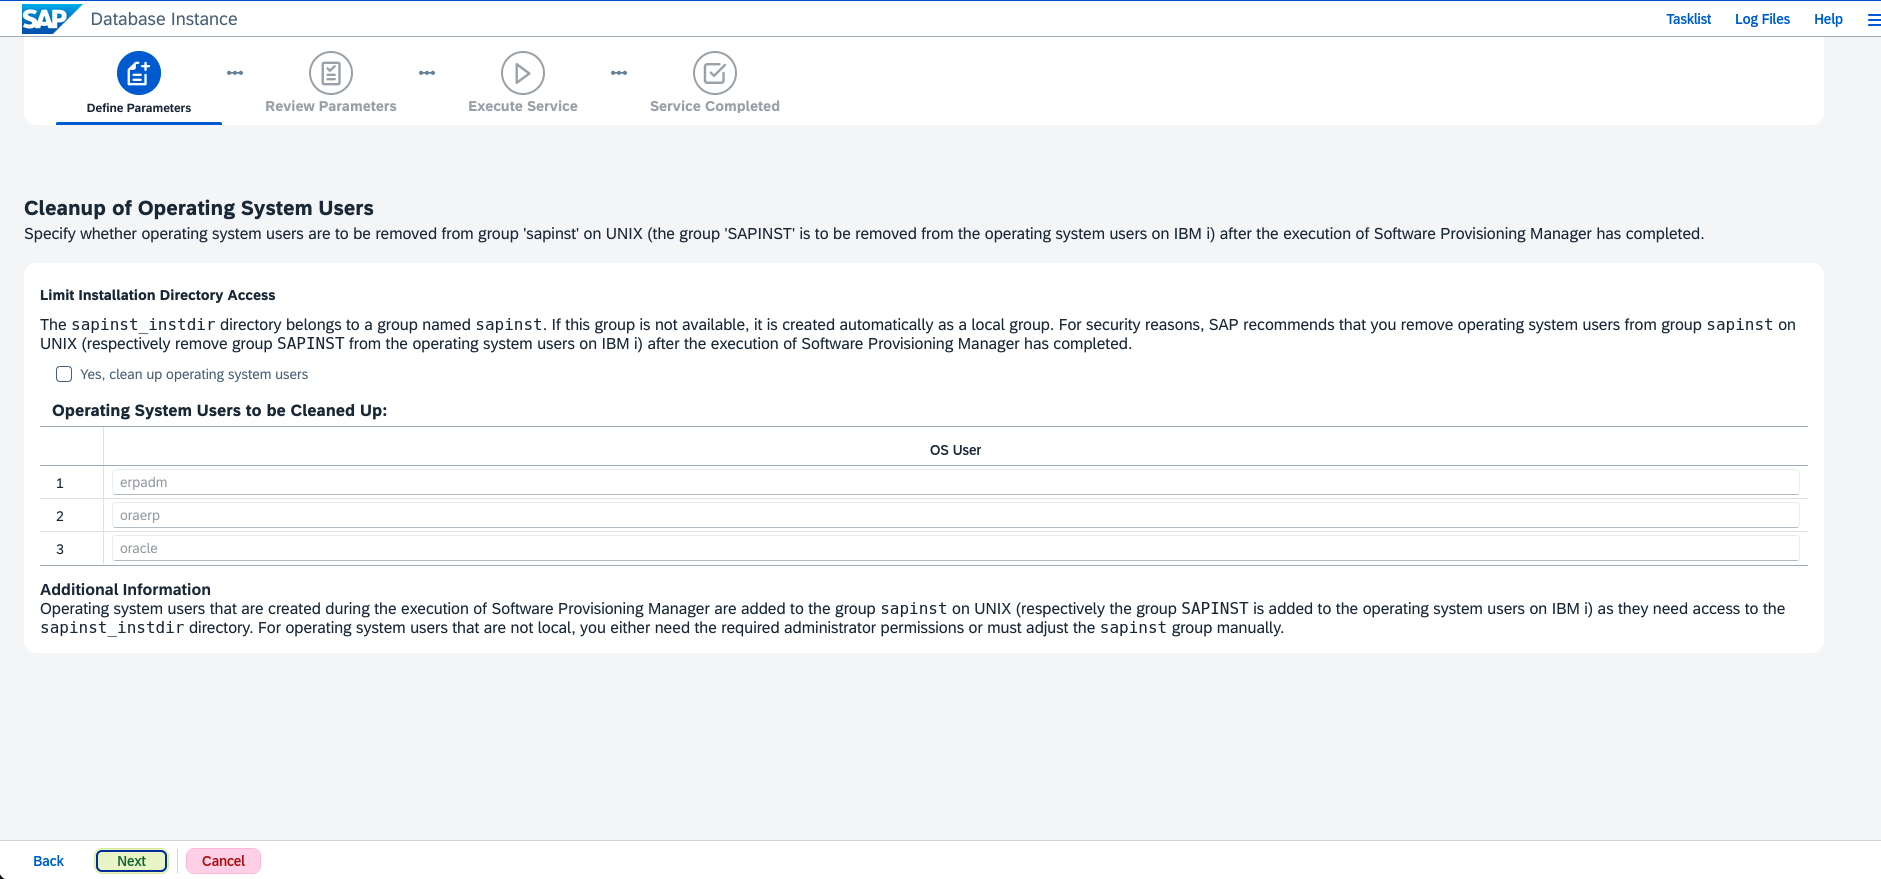 SAP Database Instance Tasklist Log Files Help
Define Parameters Review Parameters Execute Service Service Completed
Cleanup of Operating System Users
Specify whether operating system users are to be removed from group 'sapinst' on UNIX (the group 'SAPINST' is to be removed from the operating system users on IBM i) after the execution of Software Provisioning Manager has completed.
Limit Installation Directory Access
The sapinst_instdir directory belongs to a group named sapinst. If this group is not available, it is created automatically as a local group. For security reasons, SAP recommends that you remove operating system users from group sapinst on
UNIX (respectively remove group SAPINST from the operating system users on IBM i) after the execution of Software Provisioning Manager has completed.
Yes, clean up operating system users
Operating System Users to be Cleaned Up:
OS User
1 erpadm
2 oraerp
3 oracle
Additional Information
Operating system users that are created during the execution of Software Provisioning Manager are added to the group sapinst on UNIX (respectively the group SAPINST is added to the operating system users on IBM i) as they need access to the
sapinst_instdir directory. For operating system users that are not local, you either need the required administrator permissions or must adjust the sapinst group manually.
Back Next Cancel